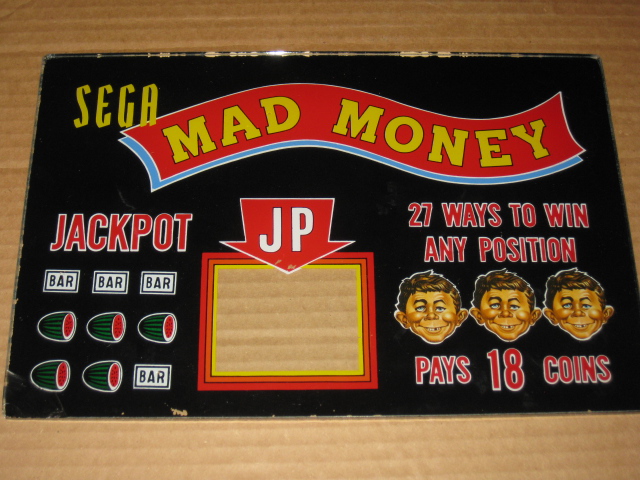 SEGA
MAD MONEY
JACKPOT
JP
27 WAYS TO WIN
ANY POSITION
BAR BAR BAR
BAR
PAYS 18 COINS